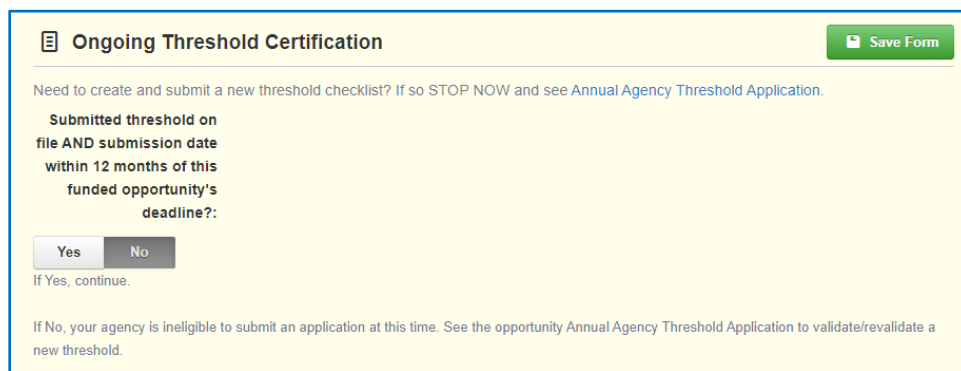 Ongoing Threshold Certification
Save Form
Need to create and submit a new threshold checklist? If so STOP NOW and see Annual Agency Threshold Application.
Submitted threshold on
file AND submission date
within 12 months of this
funded opportunity's
deadline?:
Yes No
If Yes, continue.
If No, your agency is ineligible to submit an application at this time. See the opportunity Annual Agency Threshold Application to validate/revalidate a
new threshold.